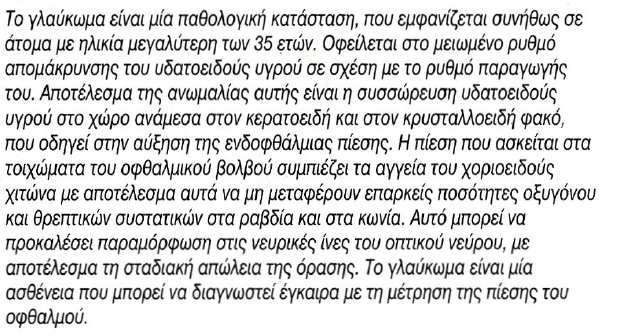 Το γλαύκωμα είναι μία παθολογική κατάσταση, που εμφανίζεται συνήθως σε
άτομα με ηλικία μεγαλύτερη των 35 ετών. Οφείλεται στο μειωμένο ρυθμό
απομάκρυνσης του υδατοειδούς υγρού σε σχέση με το ρυθμό παραγωγής
του. Αποτέλεσμα της ανωμαλίας αυτής είναι η συσσώρευση υδατοειδούς
υγρού στο χώρο ανάμεσα στον κερατοειδή και στον κρυσταλλοειδή φακό,
που οδηγεί στην αύξηση της ενδοφθάλμιας πίεσης. Η πίεση που ασκείται στα
τοιχώματα του οφθαλμικού βολβού συμπιέζει τα αγγεία του χοριοειδούς
χιτώνα με αποτέλεσμα αυτά να μη μεταφέρουν επαρκείς ποσότητες οξυγόνου
και θρεπτικών συστατικών στα ραβδία και στα κωνία. Αυτό μπορεί να
προκαλέσει παραμόρφωση στις νευρικές ίνες του οπτικού νεύρου, με
αποτέλεσμα τη σταδιακή απώλεια της όρασης. Το γλαύκωμα είναι μία
ασθένεια που μπορεί να διαγνωστεί έγκαιρα με τη μέτρηση της πίεσης του
οφθαλμού.